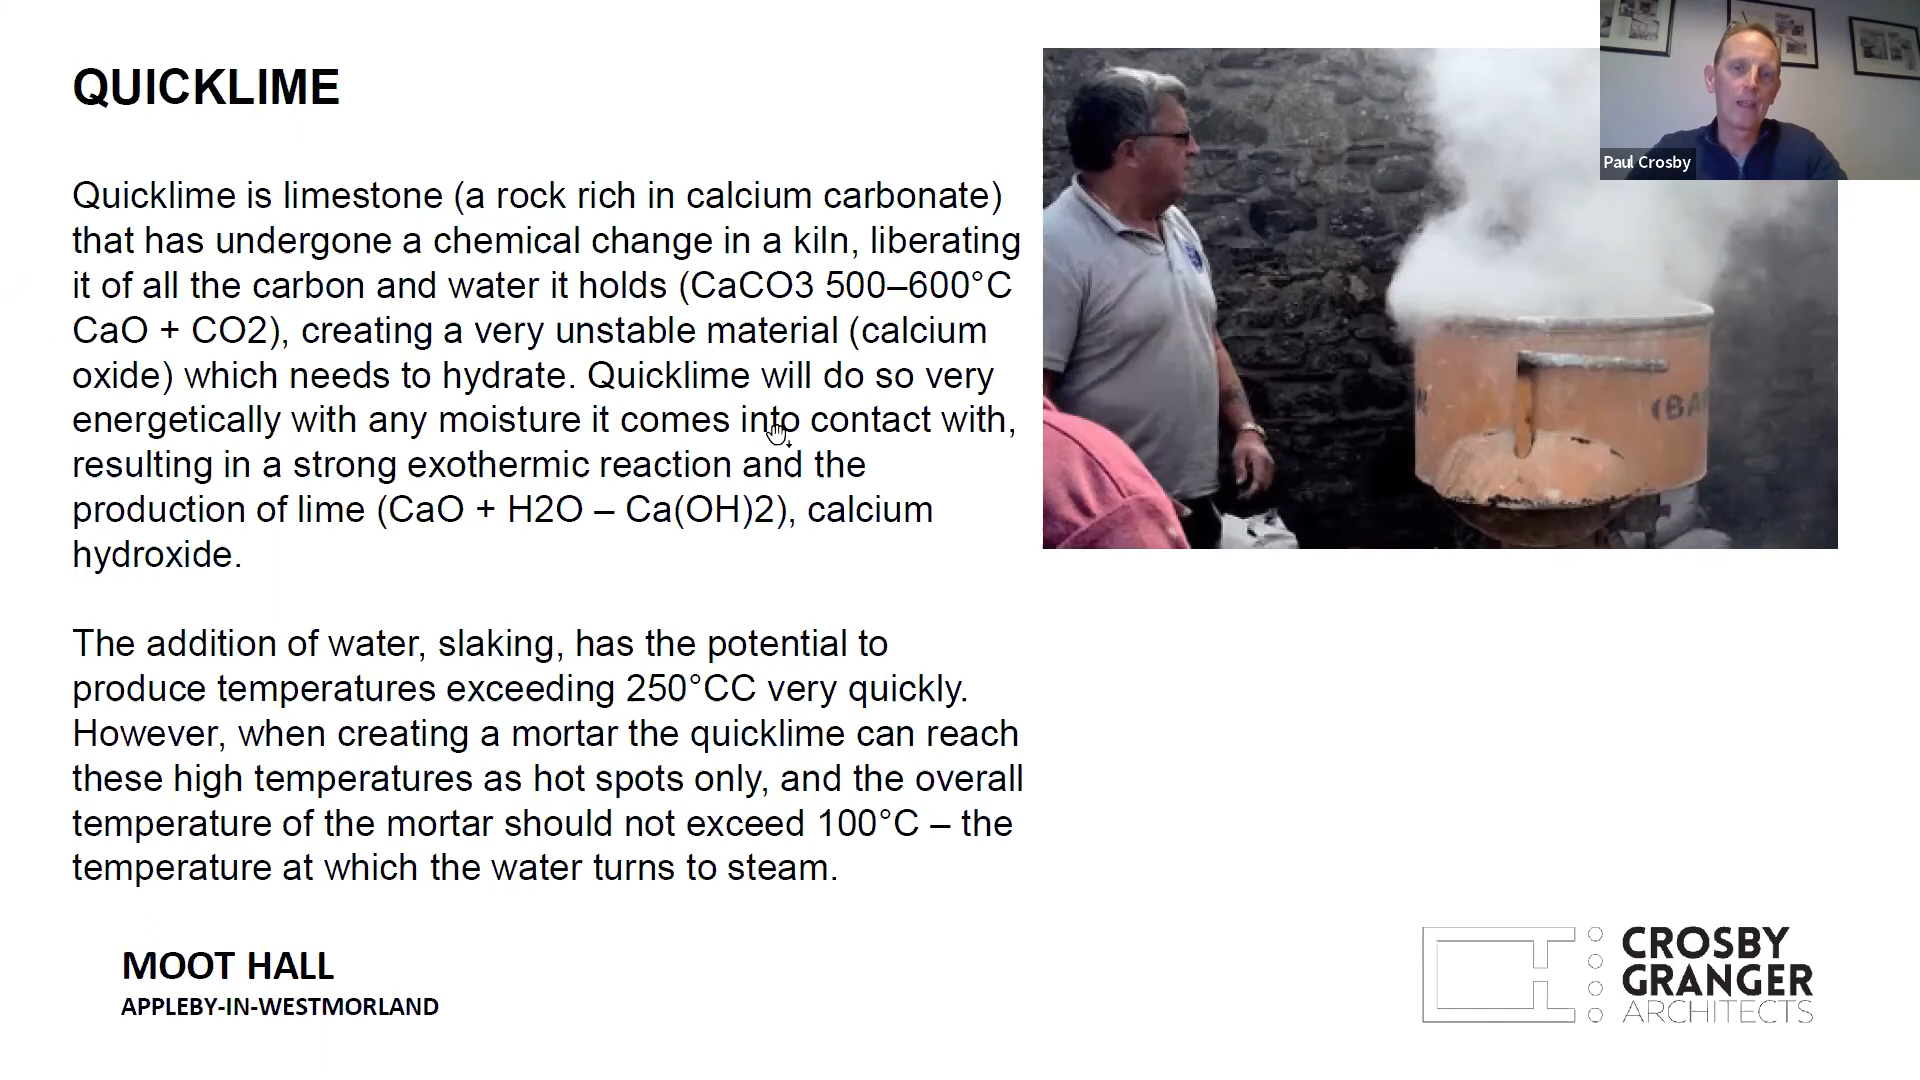 QUICKLIME
Paul Crosby
Quicklime is limestone (a rock rich in calcium carbonate)
that has undergone a chemical change in a kiln, liberating
it of all the carbon and water it holds (CaCO3 500–600°C
CaO + CO2), creating a very unstable material (calcium
oxide) which needs to hydrate. Quicklime will do so very
energetically with any moisture it comes into contact with,
resulting in a strong exothermic reaction and the
production of lime (CaO + H2O – Ca(OH)2), calcium
hydroxide.
(BA
The addition of water, slaking, has the potential to
produce temperatures exceeding 250°CC very quickly.
However, when creating a mortar the quicklime can reach
these high temperatures as hot spots only, and the overall
temperature of the mortar should not exceed 100°C – the
temperature at which the water turns to steam.
MOOT HALL
APPLEBY-IN-WESTMORLAND
CROSBY
GRANGER
ARCHITECTS